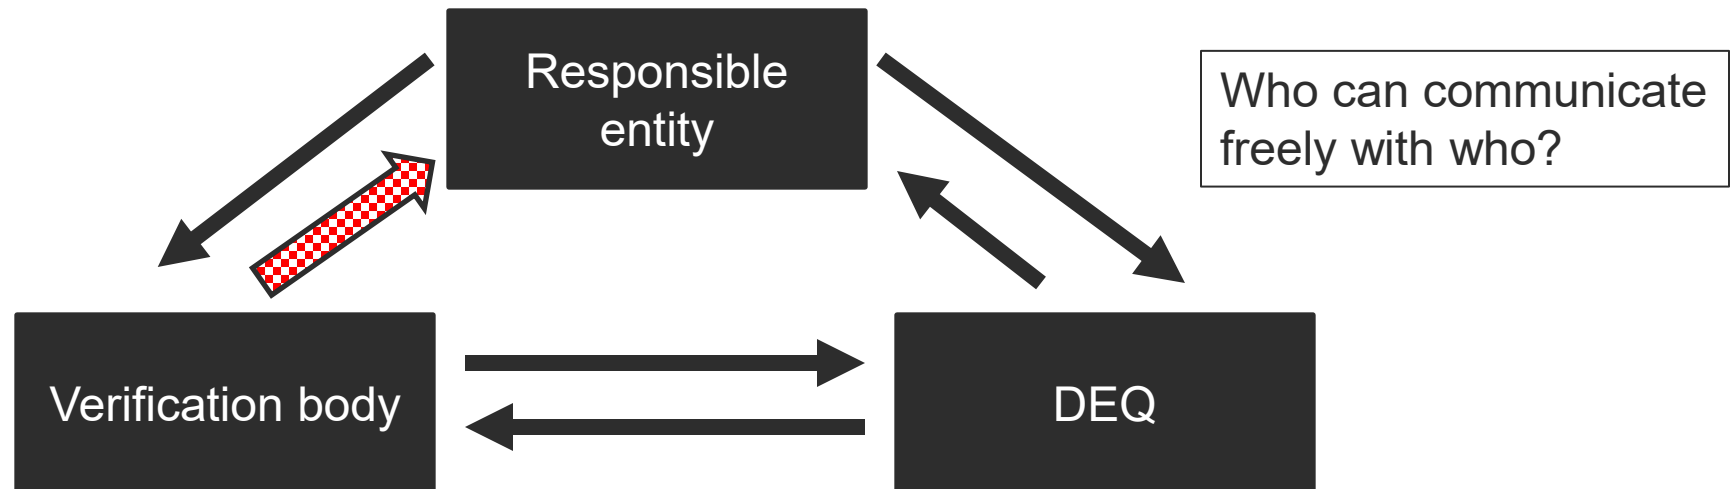 Responsible
entity
Who can communicate
freely with who?
Verification body
DEQ